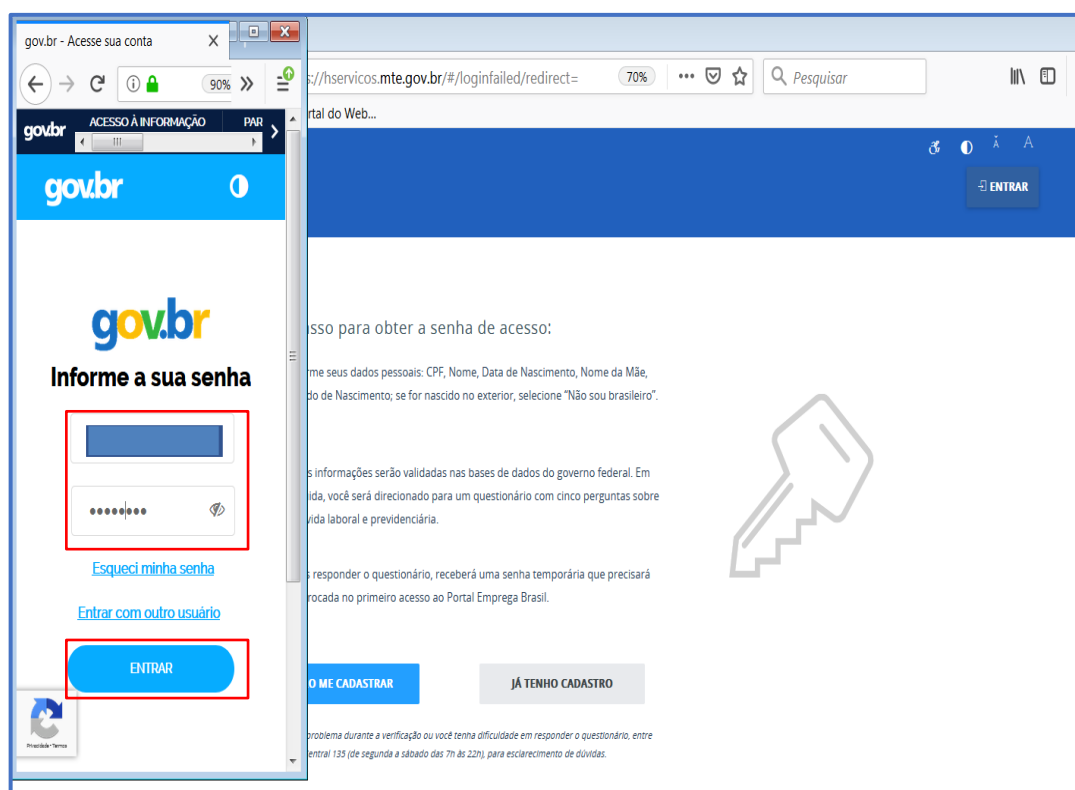 gov.br - Acesse sua conta
90%
gov.br
ACESSO À INFORMAÇÃO
PAR
gov.br
gov.br
Informe a sua senha
Esqueci minha senha
Entrar com outro usuário
ENTRAR
Privacidade - Termos
s://hservicos.mte.gov.br/#/loginfailed/redirect=
70%
Pesquisar
rtal do Web...
A
A
ENTRAR
sso para obter a senha de acesso:
rme seus dados pessoais: CPF, Nome, Data de Nascimento, Nome da Mãe,
do de Nascimento; se for nascido no exterior, selecione "Não sou brasileiro".
s informações serão validadas nas bases de dados do governo federal. Em
ida, você será direcionado para um questionário com cinco perguntas sobre
vida laboral e previdenciária.
s responder o questionário, receberá uma senha temporária que precisará
rocada no primeiro acesso ao Portal Emprega Brasil.
O ME CADASTRAR
JÁ TENHO CADASTRO
problema durante a verificação ou você tenha dificuldade em responder o questionário, entre
entral 135 (de segunda a sábado das 7h às 22h), para esclarecimento de dúvidas.